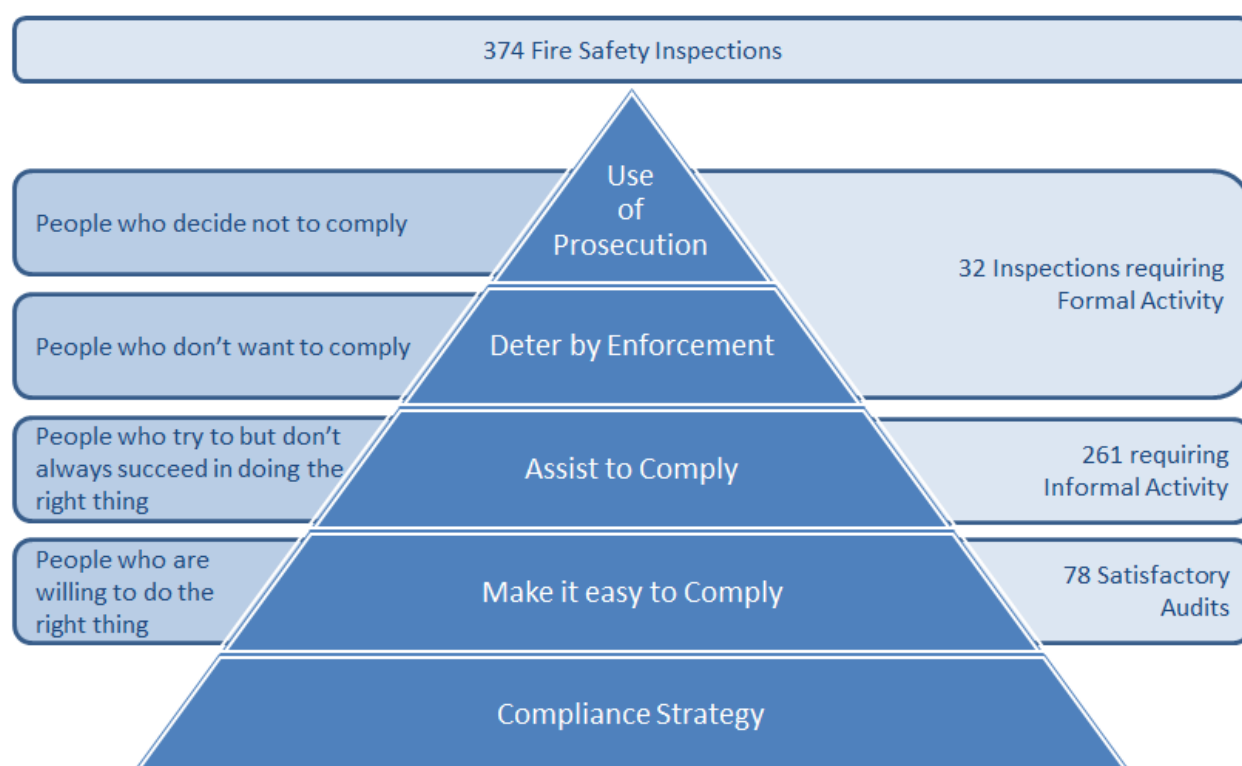 374 Fire Safety Inspections
Use
of
Prosecution
People who decide not to comply
32 Inspections requiring
Formal Activity
People who don't want to comply
Deter by Enforcement
People who try to but don't
always succeed in doing the
right thing
Assist to Comply
261 requiring
Informal Activity
People who are
willing to do the
right thing
Make it easy to Comply
78 Satisfactory
Audits
Compliance Strategy